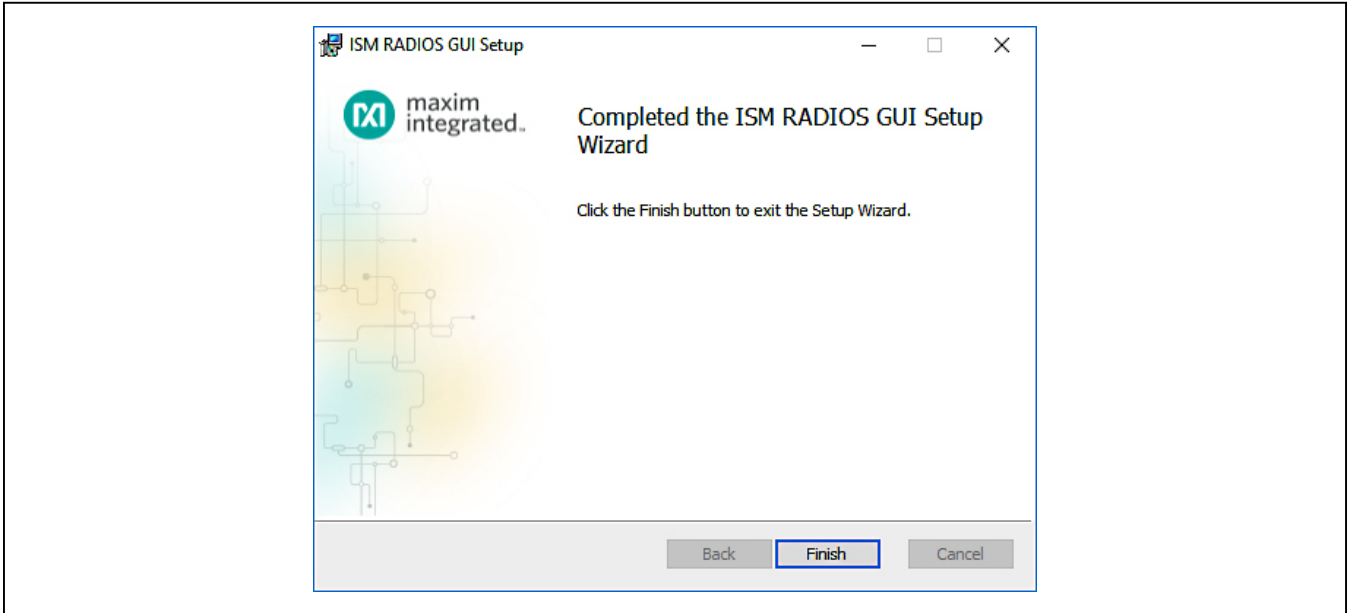 ISM RADIOS GUI Setup
maxim
integrated™
Completed the ISM RADIOS GUI Setup
Wizard
Click the Finish button to exit the Setup Wizard.
Back
Finish
Cancel